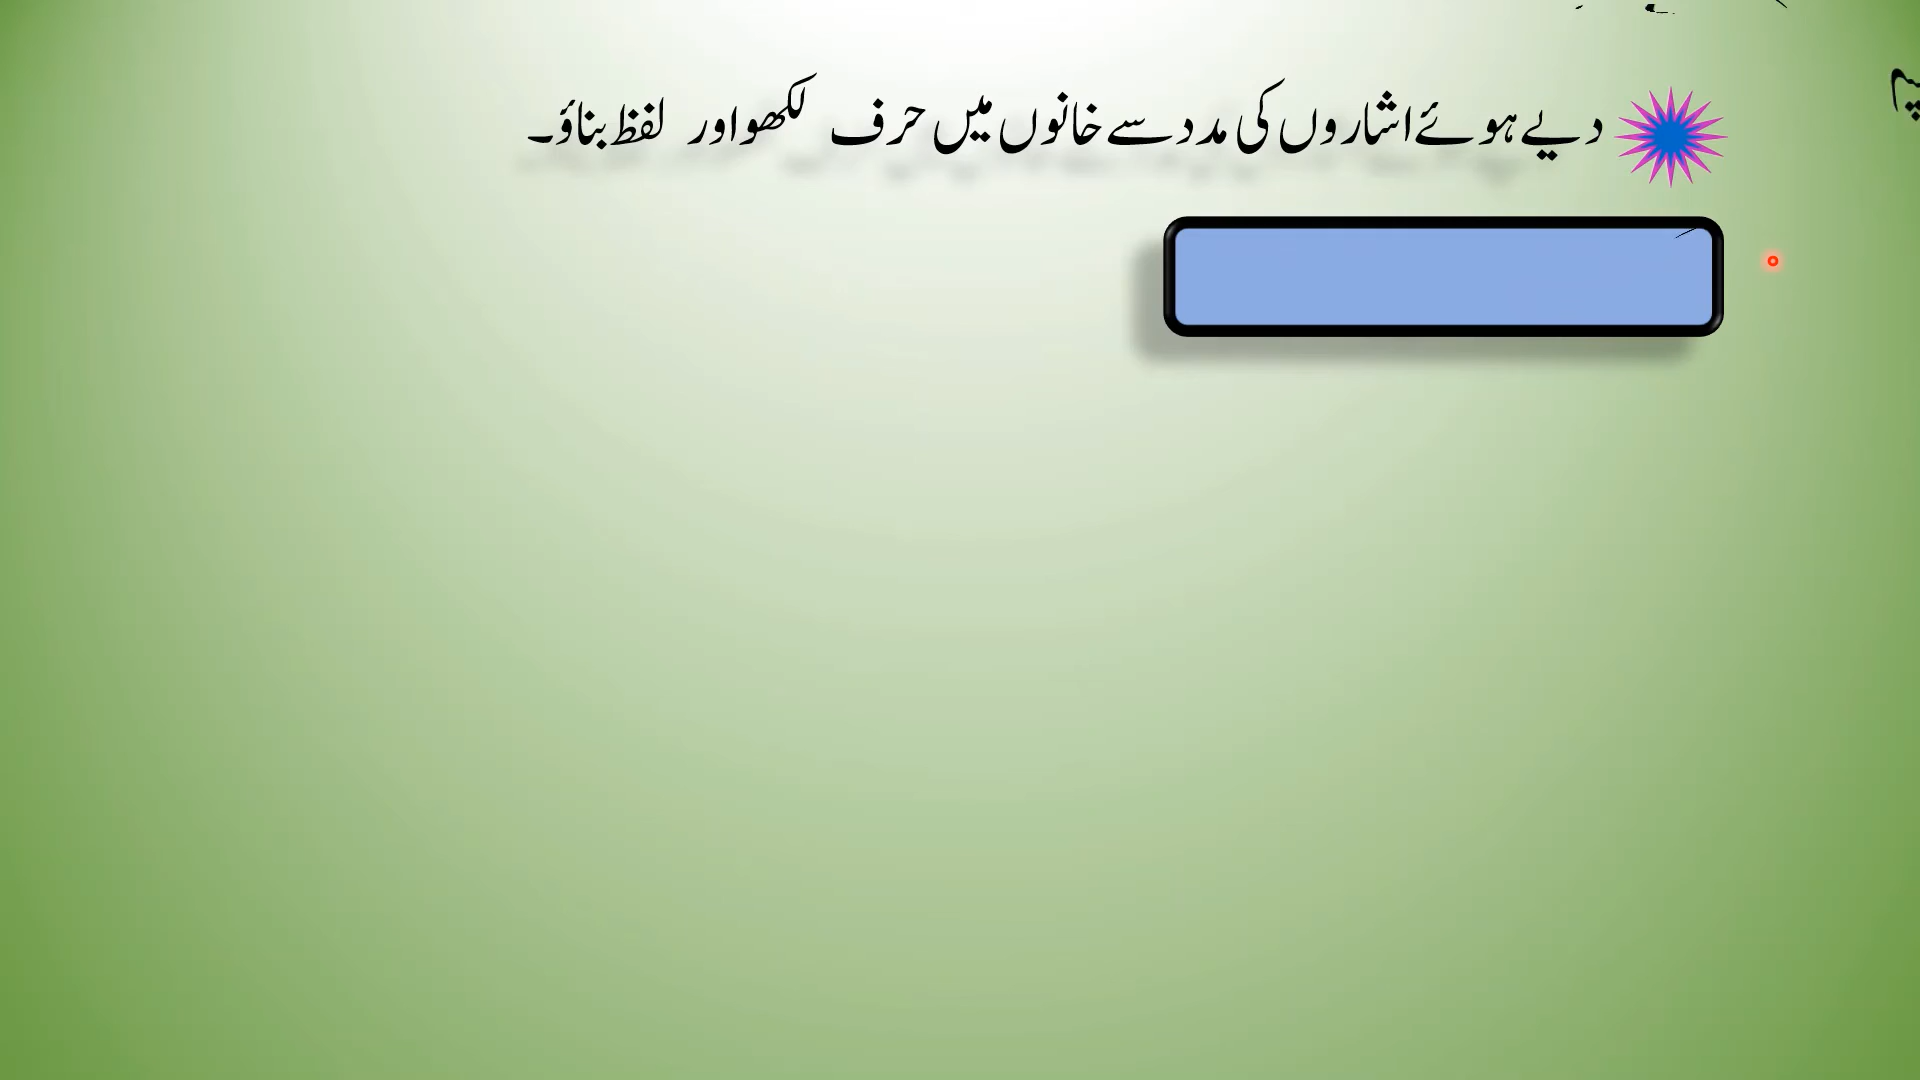 دیے ہوئے اشاروں کی مدد سے خانوں میں حرف لکھو اور لفظ بناؤ۔